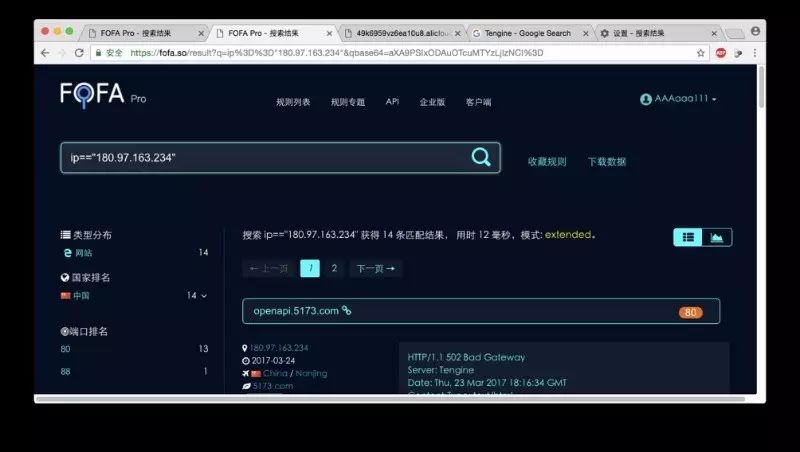 FOFA Pro - 搜索结果
FOFA Pro - 搜索结果
49k6959vz6ea10u8.aliclou
Tengine - Google Search
设置 - 搜索结果
安全 https://fofa.so/result?q=ip%3D%3D"180.97.163.234"&qbase64=
FOFA Pro
规则列表 规则专题 API 企业版 客户端
AAAaaa111
ip=="180.97.163.234"
收藏规则 下载数据
类型分布
网站 14
国家排名
中国 14
端口排名
80 13
88 1
搜索 ip=="180.97.163.234" 获得 14 条匹配结果，用时 12 毫秒，模式: extended。
← 上一页 1 2 下一页 →
openapi.5173.com 80
180.97.163.234
2017-03-24
China / Nanjing
5173.com
HTTP/1.1 502 Bad Gateway
Server: Tengine
Date: Thu, 23 Mar 2017 18:16:34 GMT